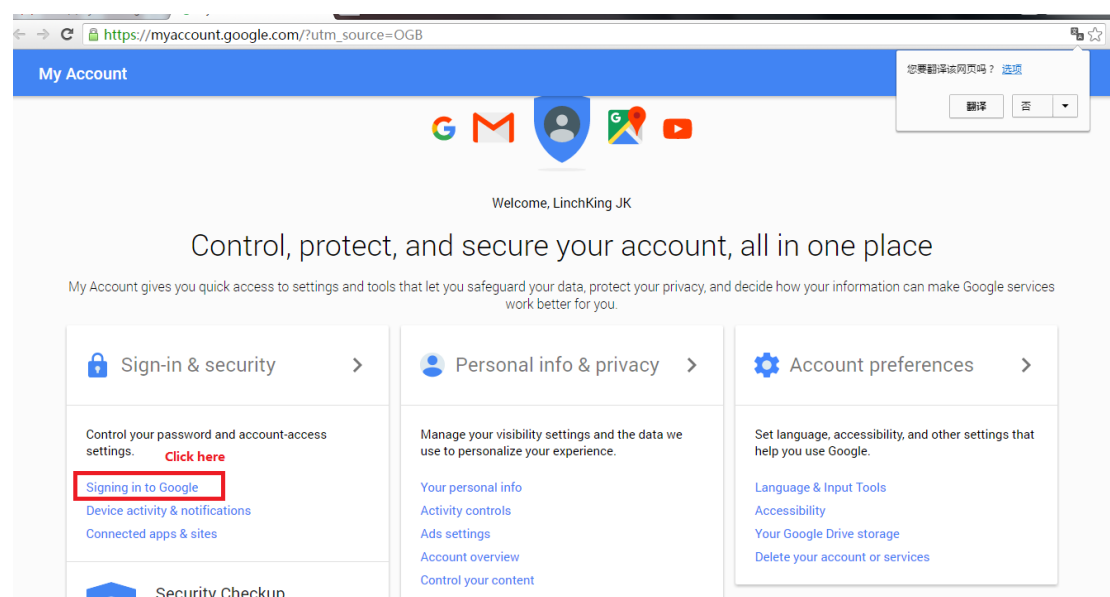 https://myaccount.google.com/?utm_source=OGB
My Account
您要翻译该网页吗？ 选项
翻译
否
Welcome, LinchKing JK
Control, protect, and secure your account, all in one place
My Account gives you quick access to settings and tools that let you safeguard your data, protect your privacy, and decide how your information can make Google services
work better for you.
Sign-in & security
Control your password and account-access
settings.
Click here
Signing in to Google
Device activity & notifications
Connected apps & sites
Security Checkup
Personal info & privacy
Manage your visibility settings and the data we
use to personalize your experience.
Your personal info
Activity controls
Ads settings
Account overview
Control your content
Account preferences
Set language, accessibility, and other settings that
help you use Google.
Language & Input Tools
Accessibility
Your Google Drive storage
Delete your account or services